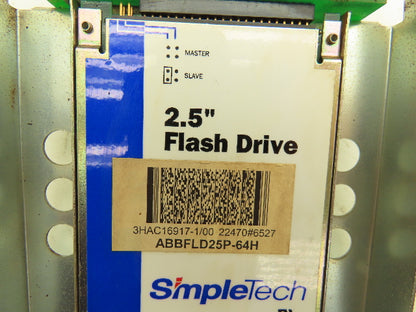 MASTER
SLAVE
2.5"
Flash Drive
3HAC16917-1/00 22470#6527
ABBFLD25P-64H
SimpleTech